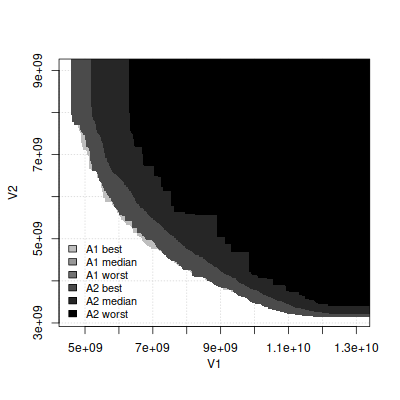 9e+09
7e+09
5e+09
3e+09
V2
A1 best
A1 median
A1 worst
A2 best
A2 median
A2 worst
5e+09 7e+09 9e+09 1.1e+10 1.3e+10
V1